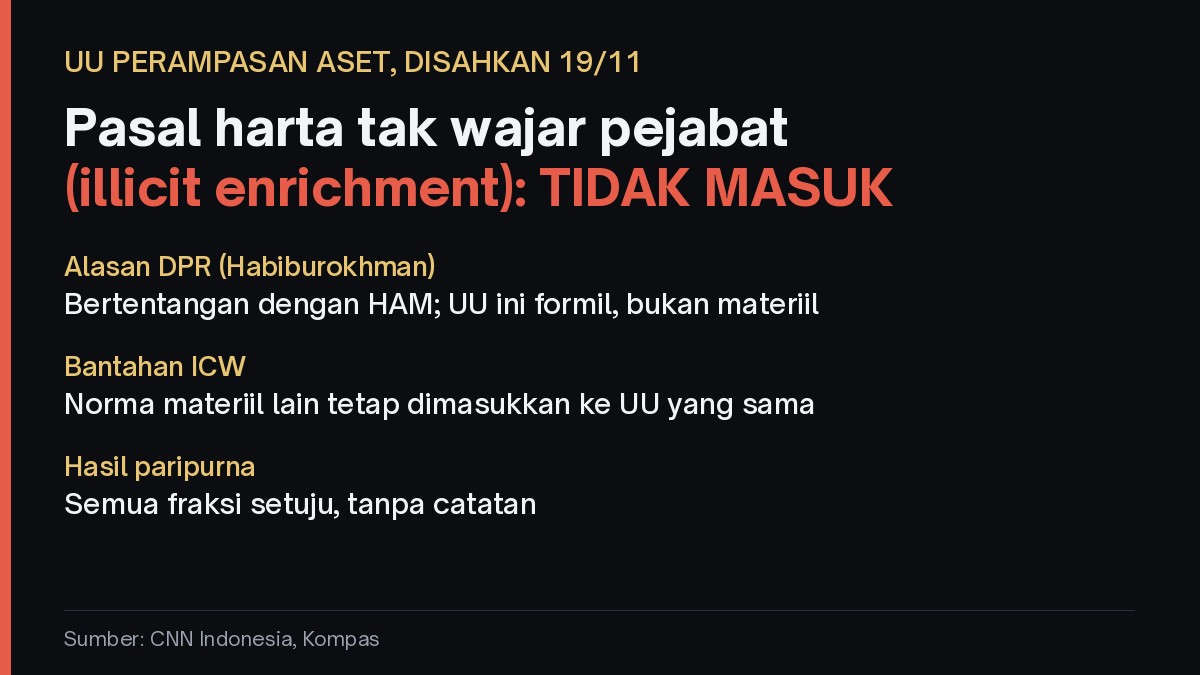 UU PERAMPASAN ASET, DISAHKAN 19/11
Pasal harta tak wajar pejabat
(illicit enrichment): TIDAK MASUK
Alasan DPR (Habiburokhman)
Bertentangan dengan HAM; UU ini formil, bukan materiil
Bantahan ICW
Norma materiil lain tetap dimasukkan ke UU yang sama
Hasil paripurna
Semua fraksi setuju, tanpa catatan
Sumber: CNN Indonesia, Kompas